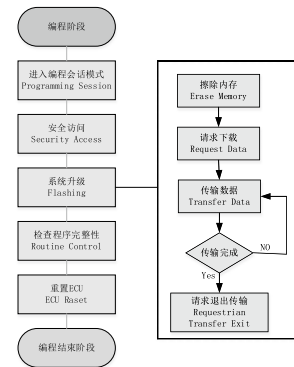 编程阶段
进入编程会话模式
Programming Session
安全访问
Security Access
系统升级
Flashing
检查程序完整性
Routine Control
重置ECU
ECU Raset
编程结束阶段
擦除内存
Erase Memory
请求下载
Request Data
传输数据
Transfer Data
传输完成
NO
Yes
请求退出传输
Requestrian
Transfer Exit